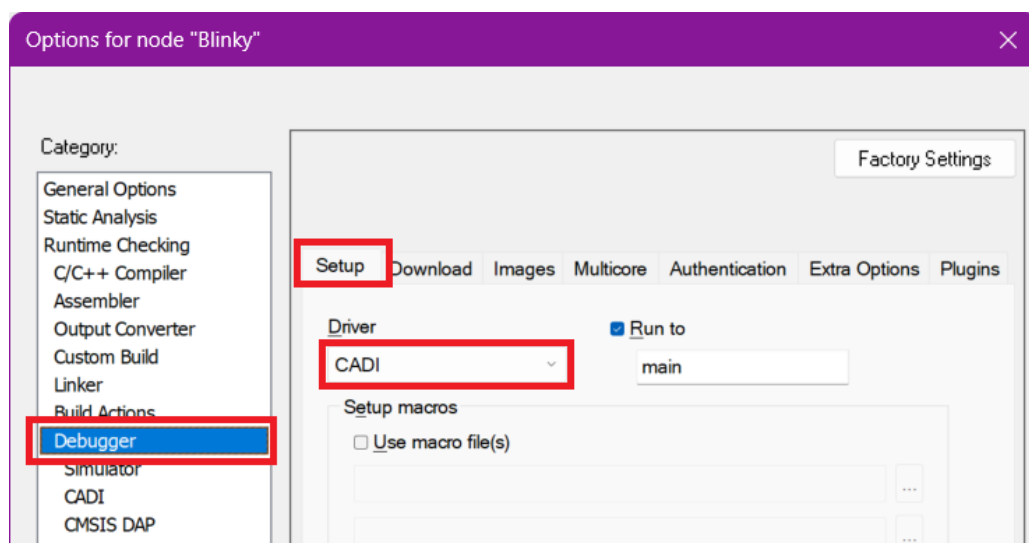 Options for node "Blinky"
Category:
Factory Settings
General Options
Static Analysis
Runtime Checking
C/C++ Compiler
Assembler
Output Converter
Custom Build
Linker
Build Actions
Debugger
Simulator
CADI
CMSIS DAP
Setup Download Images Multicore Authentication Extra Options Plugins
Driver
Run to
CADI
main
Setup macros
Use macro file(s)
...
...